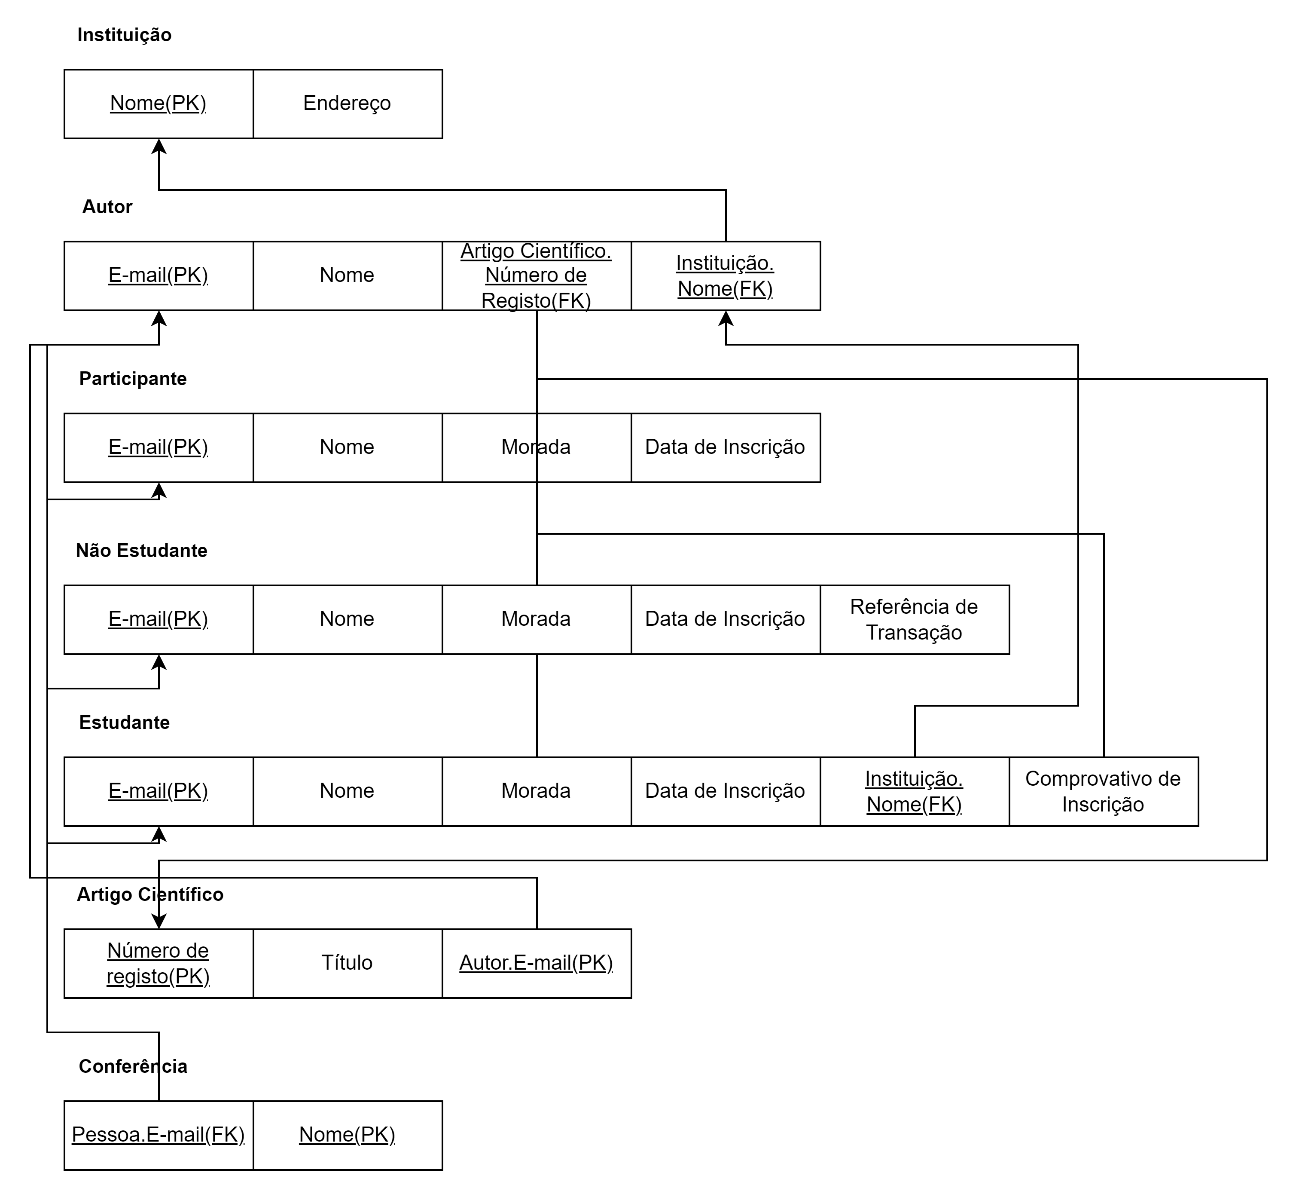 Instituição
Nome(PK)
Endereço
Autor
E-mail(PK)
Nome
Artigo Científico.
Número de
Registo(FK)
Instituição.
Nome(FK)
Participante
E-mail(PK)
Nome
Morada
Data de Inscrição
Não Estudante
E-mail(PK)
Nome
Morada
Data de Inscrição
Referência de
Transação
Estudante
E-mail(PK)
Nome
Morada
Data de Inscrição
Instituição.
Nome(FK)
Comprovativo de
Inscrição
Artigo Científico
Número de
registo(PK)
Título
Autor.E-mail(PK)
Conferência
Pessoa.E-mail(FK)
Nome(PK)